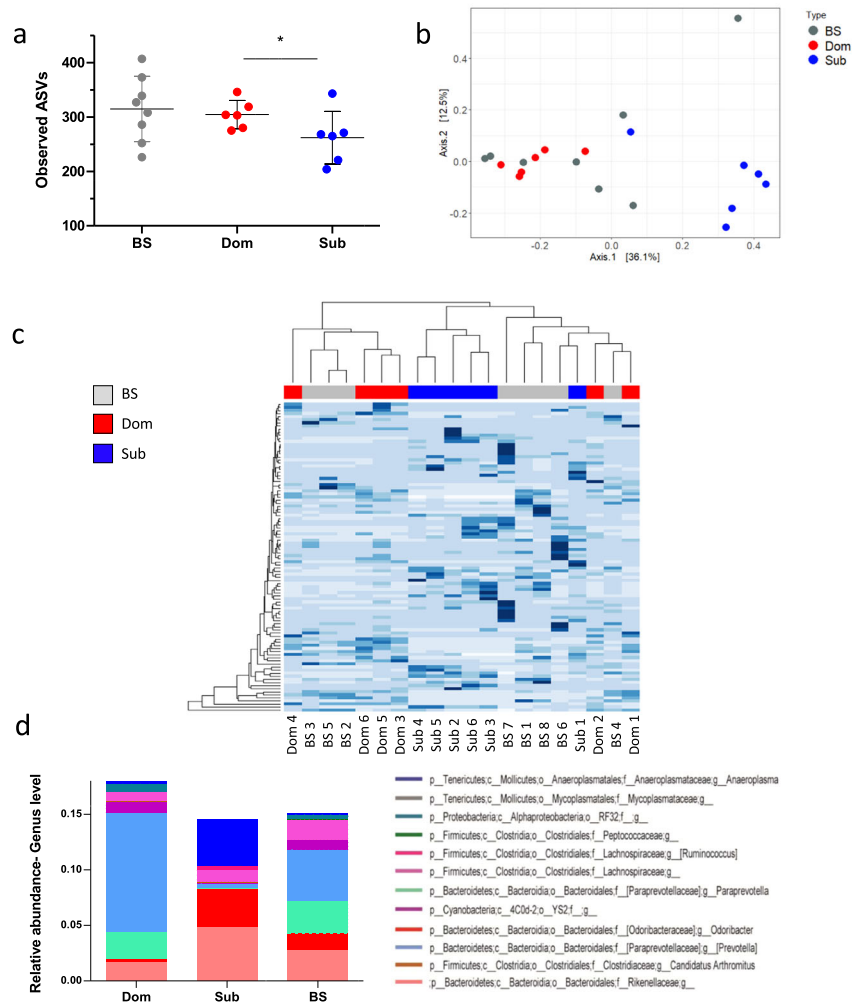 a
*
400
300
200
100
Observed ASVs
BS
Dom
Sub
b
Type
BS
Dom
Sub
0.4
0.2
0.0
-0.2
Axis.2 [12.5%]
-0.2
0.0
0.2
0.4
Axis.1 [36.1%]
c
BS
Dom
Sub
Dom 4
BS 3
BS 5
BS 2
Dom 6
Dom 5
Dom 3
Sub 4
Sub 5
Sub 2
Sub 6
Sub 3
BS 7
BS 1
BS 8
BS 6
Sub 1
Dom 2
BS 4
Dom 1
d
Relative abundance- Genus level
0.15
0.10
0.05
0.00
Dom
Sub
BS
p__Tenericutes;c__Mollicutes;o__Anaeroplasmatales;f__Anaeroplasmataceae;g__Anaeroplasma
p__Tenericutes;c__Mollicutes;o__Mycoplasmatales;f__Mycoplasmataceae;g__
p__Proteobacteria;c__Alphaproteobacteria;o__RF32;f__;g__
p__Firmicutes;c__Clostridia;o__Clostridiales;f__Peptococcaceae;g__
p__Firmicutes;c__Clostridia;o__Clostridiales;f__Lachnospiraceae;g__[Ruminococcus]
p__Firmicutes;c__Clostridia;o__Clostridiales;f__Lachnospiraceae;g__
p__Bacteroidetes;c__Bacteroidia;o__Bacteroidales;f__[Paraprevotellaceae];g__Paraprevotella
p__Cyanobacteria;c__4C0d-2;o__YS2;f__;g__
p__Bacteroidetes;c__Bacteroidia;o__Bacteroidales;f__[Odoribacteraceae];g__Odoribacter
p__Bacteroidetes;c__Bacteroidia;o__Bacteroidales;f__[Paraprevotellaceae];g__[Prevotella]
p__Firmicutes;c__Clostridia;o__Clostridiales;f__Clostridiaceae;g__Candidatus Arthromitus
;p__Bacteroidetes;c__Bacteroidia;o__Bacteroidales;f__Rikenellaceae;g__